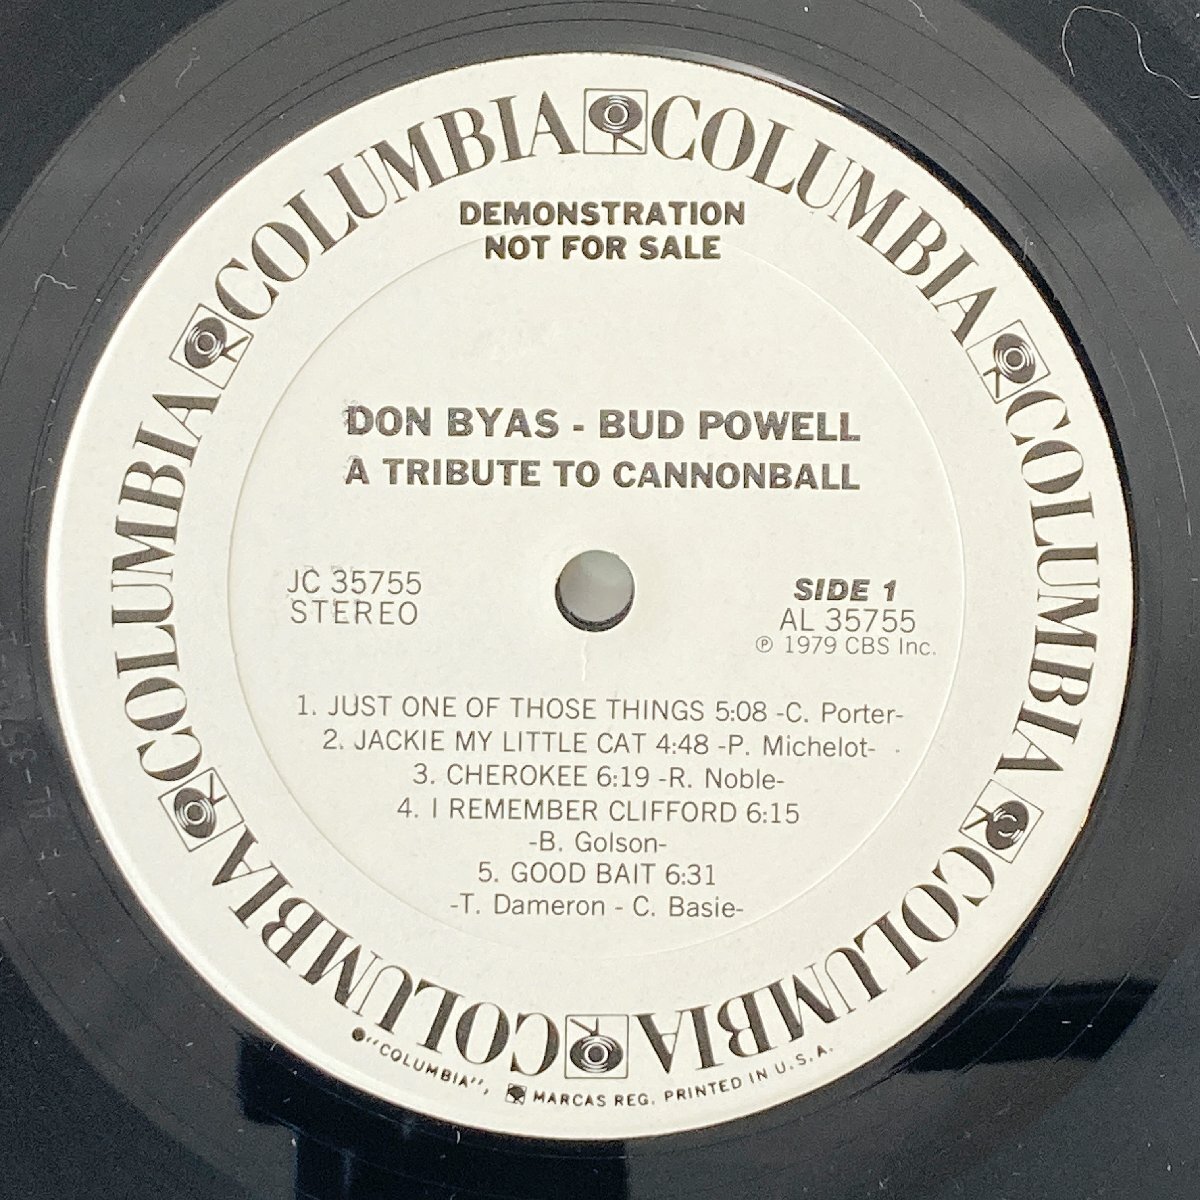 COLUMBIA COLUMBIA COLUMBIA COLUMBIA COLUMBIA COLUMBIA
DEMONSTRATION
NOT FOR SALE
DON BYAS - BUD POWELL
A TRIBUTE TO CANNONBALL
JC 35755
STEREO
SIDE 1
AL 35755
℗ 1979 CBS Inc.
1. JUST ONE OF THOSE THINGS 5:08 -C. Porter-
2. JACKIE MY LITTLE CAT 4:48 -P. Michelot-
3. CHEROKEE 6:19 -R. Noble-
4. I REMEMBER CLIFFORD 6:15
-B. Golson-
5. GOOD BAIT 6:31
-T. Dameron - C. Basie-
"COLUMBIA", MARCAS REG. PRINTED IN U.S.A.